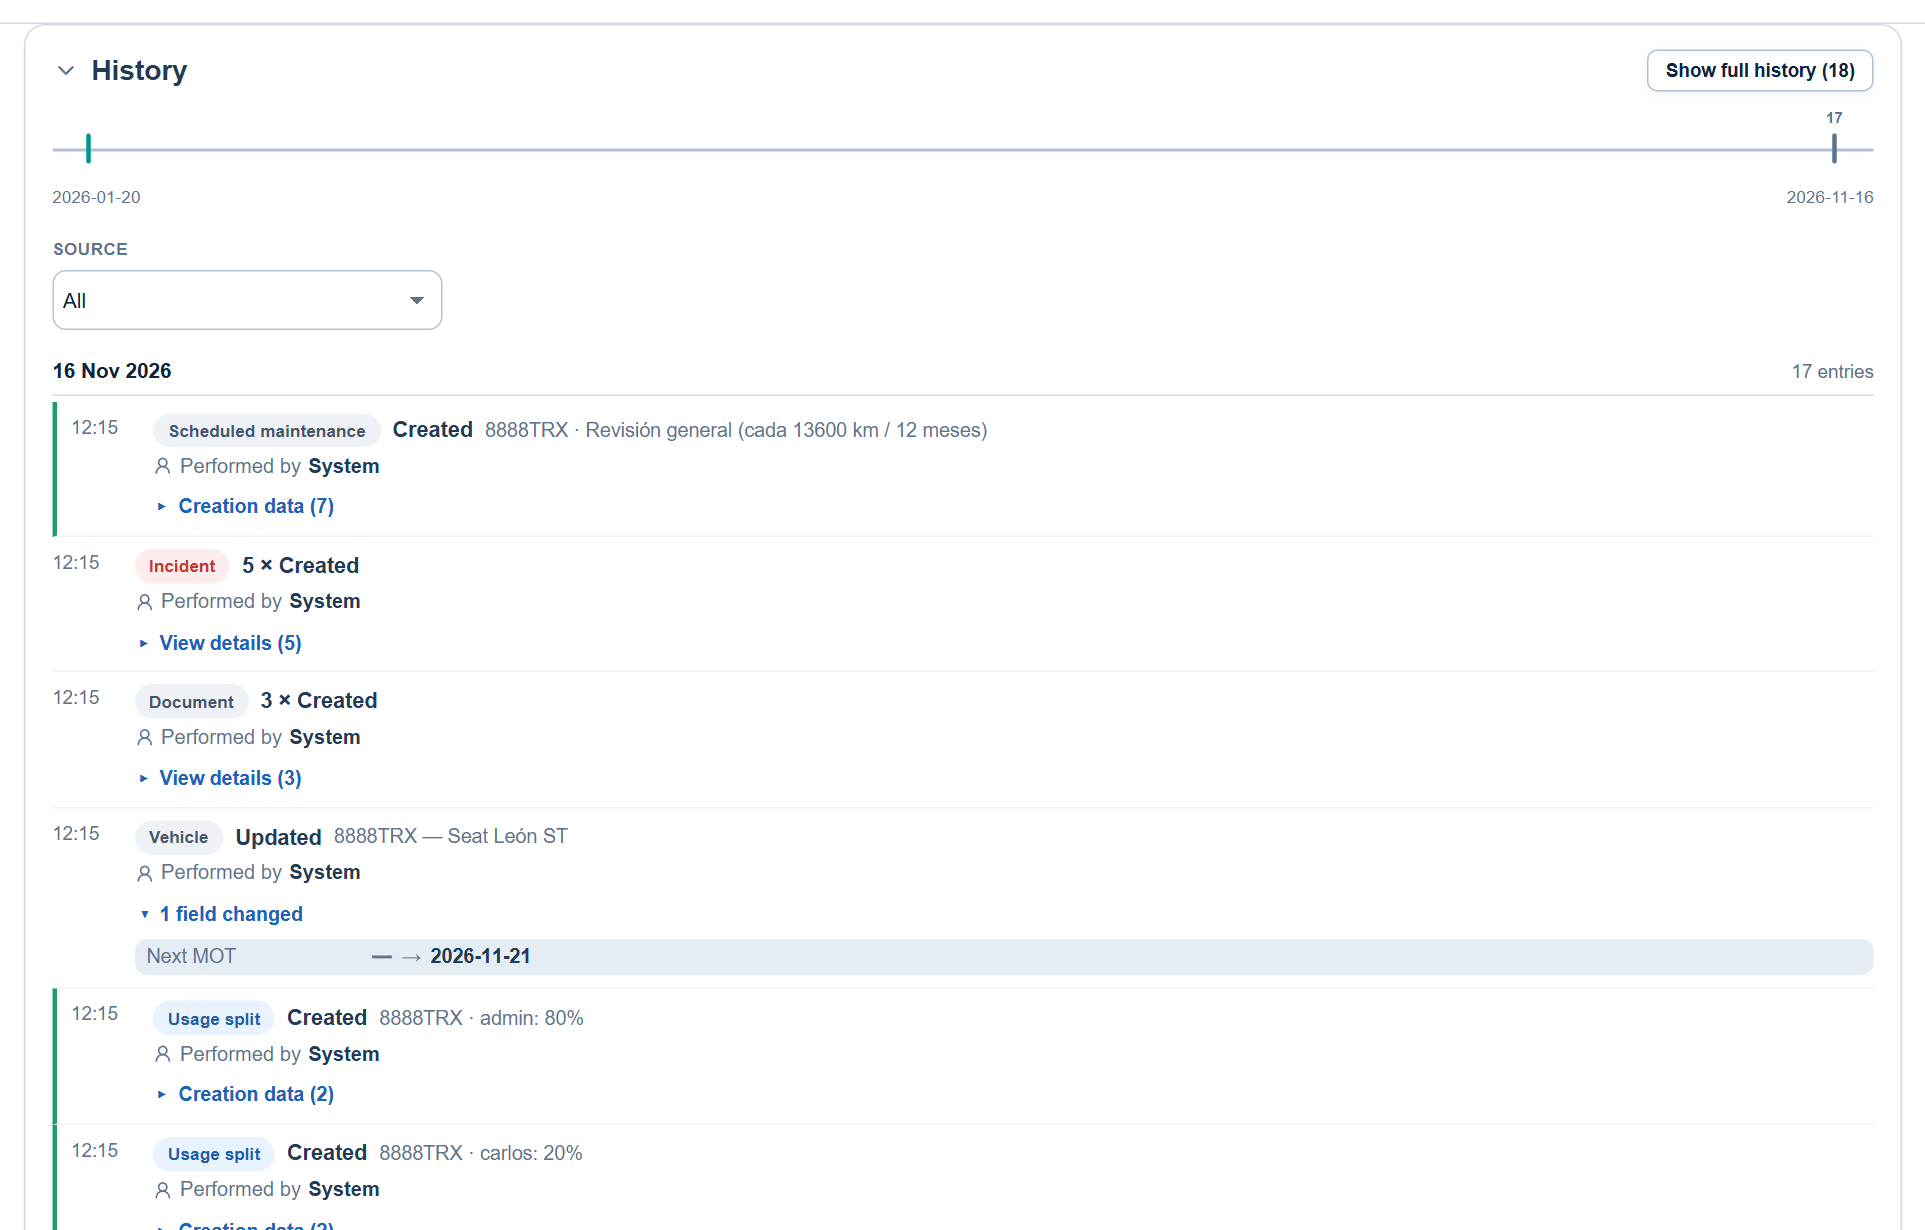 History
Show full history (18)
17
2026-01-20
2026-11-16
SOURCE
All
16 Nov 2026
17 entries
12:15 Scheduled maintenance Created 8888TRX · Revisión general (cada 13600 km / 12 meses)
Performed by System
Creation data (7)
12:15 Incident 5 × Created
Performed by System
View details (5)
12:15 Document 3 × Created
Performed by System
View details (3)
12:15 Vehicle Updated 8888TRX — Seat León ST
Performed by System
1 field changed
Next MOT — → 2026-11-21
12:15 Usage split Created 8888TRX · admin: 80%
Performed by System
Creation data (2)
12:15 Usage split Created 8888TRX · carlos: 20%
Performed by System
Creation data (2)